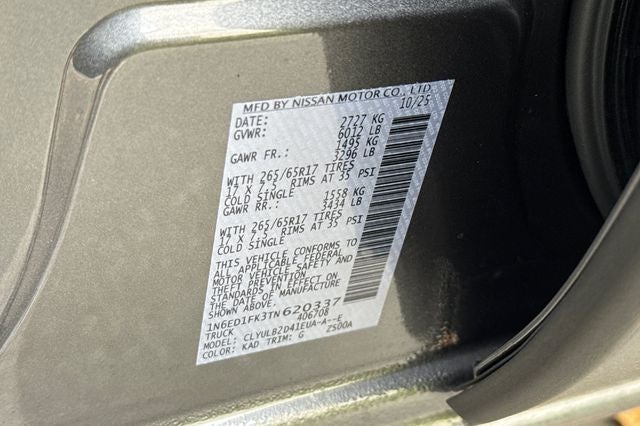 MFD BY NISSAN MOTOR CO., LTD.
DATE: 10/25
GVWR: 2727 KG
6012 LB
GAWR FR.: 1495 KG
3296 LB
WITH 265/65R17 TIRES
17 X 7.5 RIMS AT 35 PSI
COLD SINGLE
GAWR RR.: 1558 KG
3434 LB
WITH 265/65R17 TIRES
17 X 7.5 RIMS AT 35 PSI
COLD SINGLE
THIS VEHICLE CONFORMS TO
ALL APPLICABLE FEDERAL
MOTOR VEHICLE SAFETY AND
THEFT PREVENTION
STANDARDS IN EFFECT ON
THE DATE OF MANUFACTURE
1N6ED1FK3TN620337
TRUCK 406708
MODEL: CLYULB2D41EUA-A--E
COLOR: KAD TRIM: G Z500A